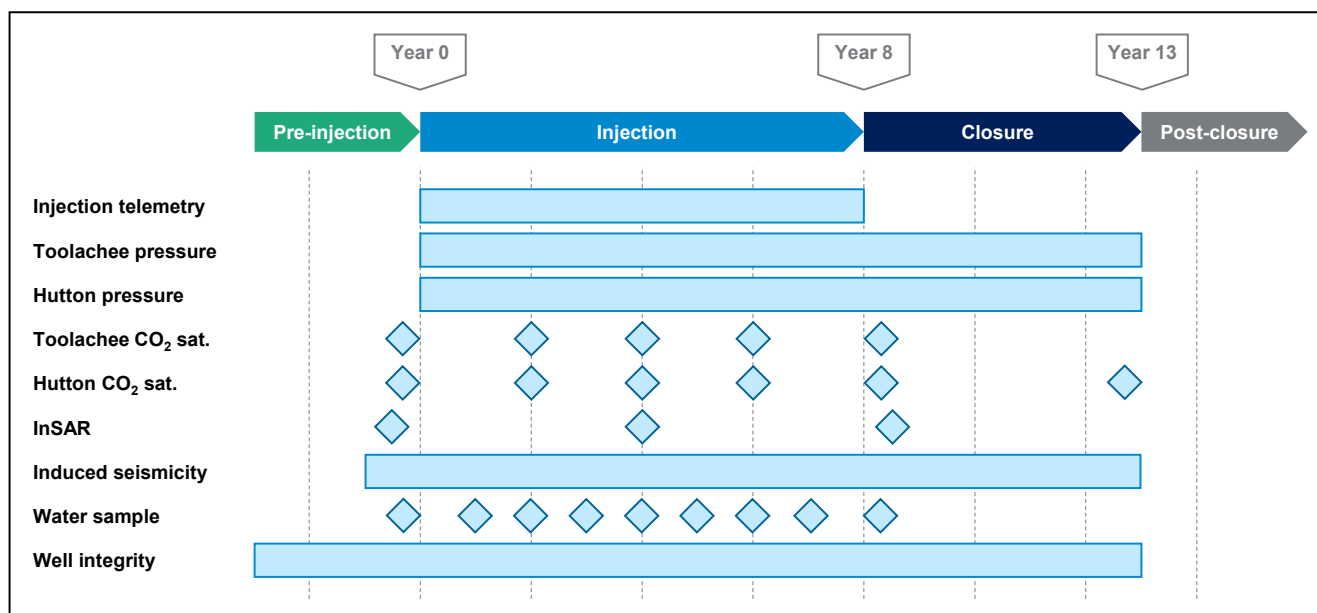 Year 0
Year 8
Year 13
Pre-injection
Injection
Closure
Post-closure
Injection telemetry
Toolachee pressure
Hutton pressure
Toolachee CO₂ sat.
Hutton CO₂ sat.
InSAR
Induced seismicity
Water sample
Well integrity